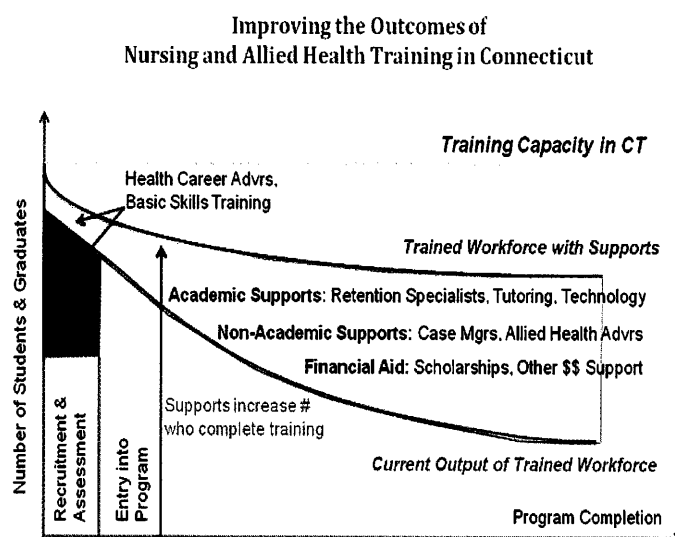 Improving the Outcomes of
Nursing and Allied Health Training in Connecticut
Training Capacity in CT
Health Career Advrs,
Basic Skills Training
Trained Workforce with Supports
Academic Supports: Retention Specialists, Tutoring, Technology
Non-Academic Supports: Case Mgrs, Allied Health Advrs
Financial Aid: Scholarships, Other $$ Support
Supports increase #
who complete training
Current Output of Trained Workforce
Number of Students & Graduates
Recruitment &
Assessment
Entry into
Program
Program Completion